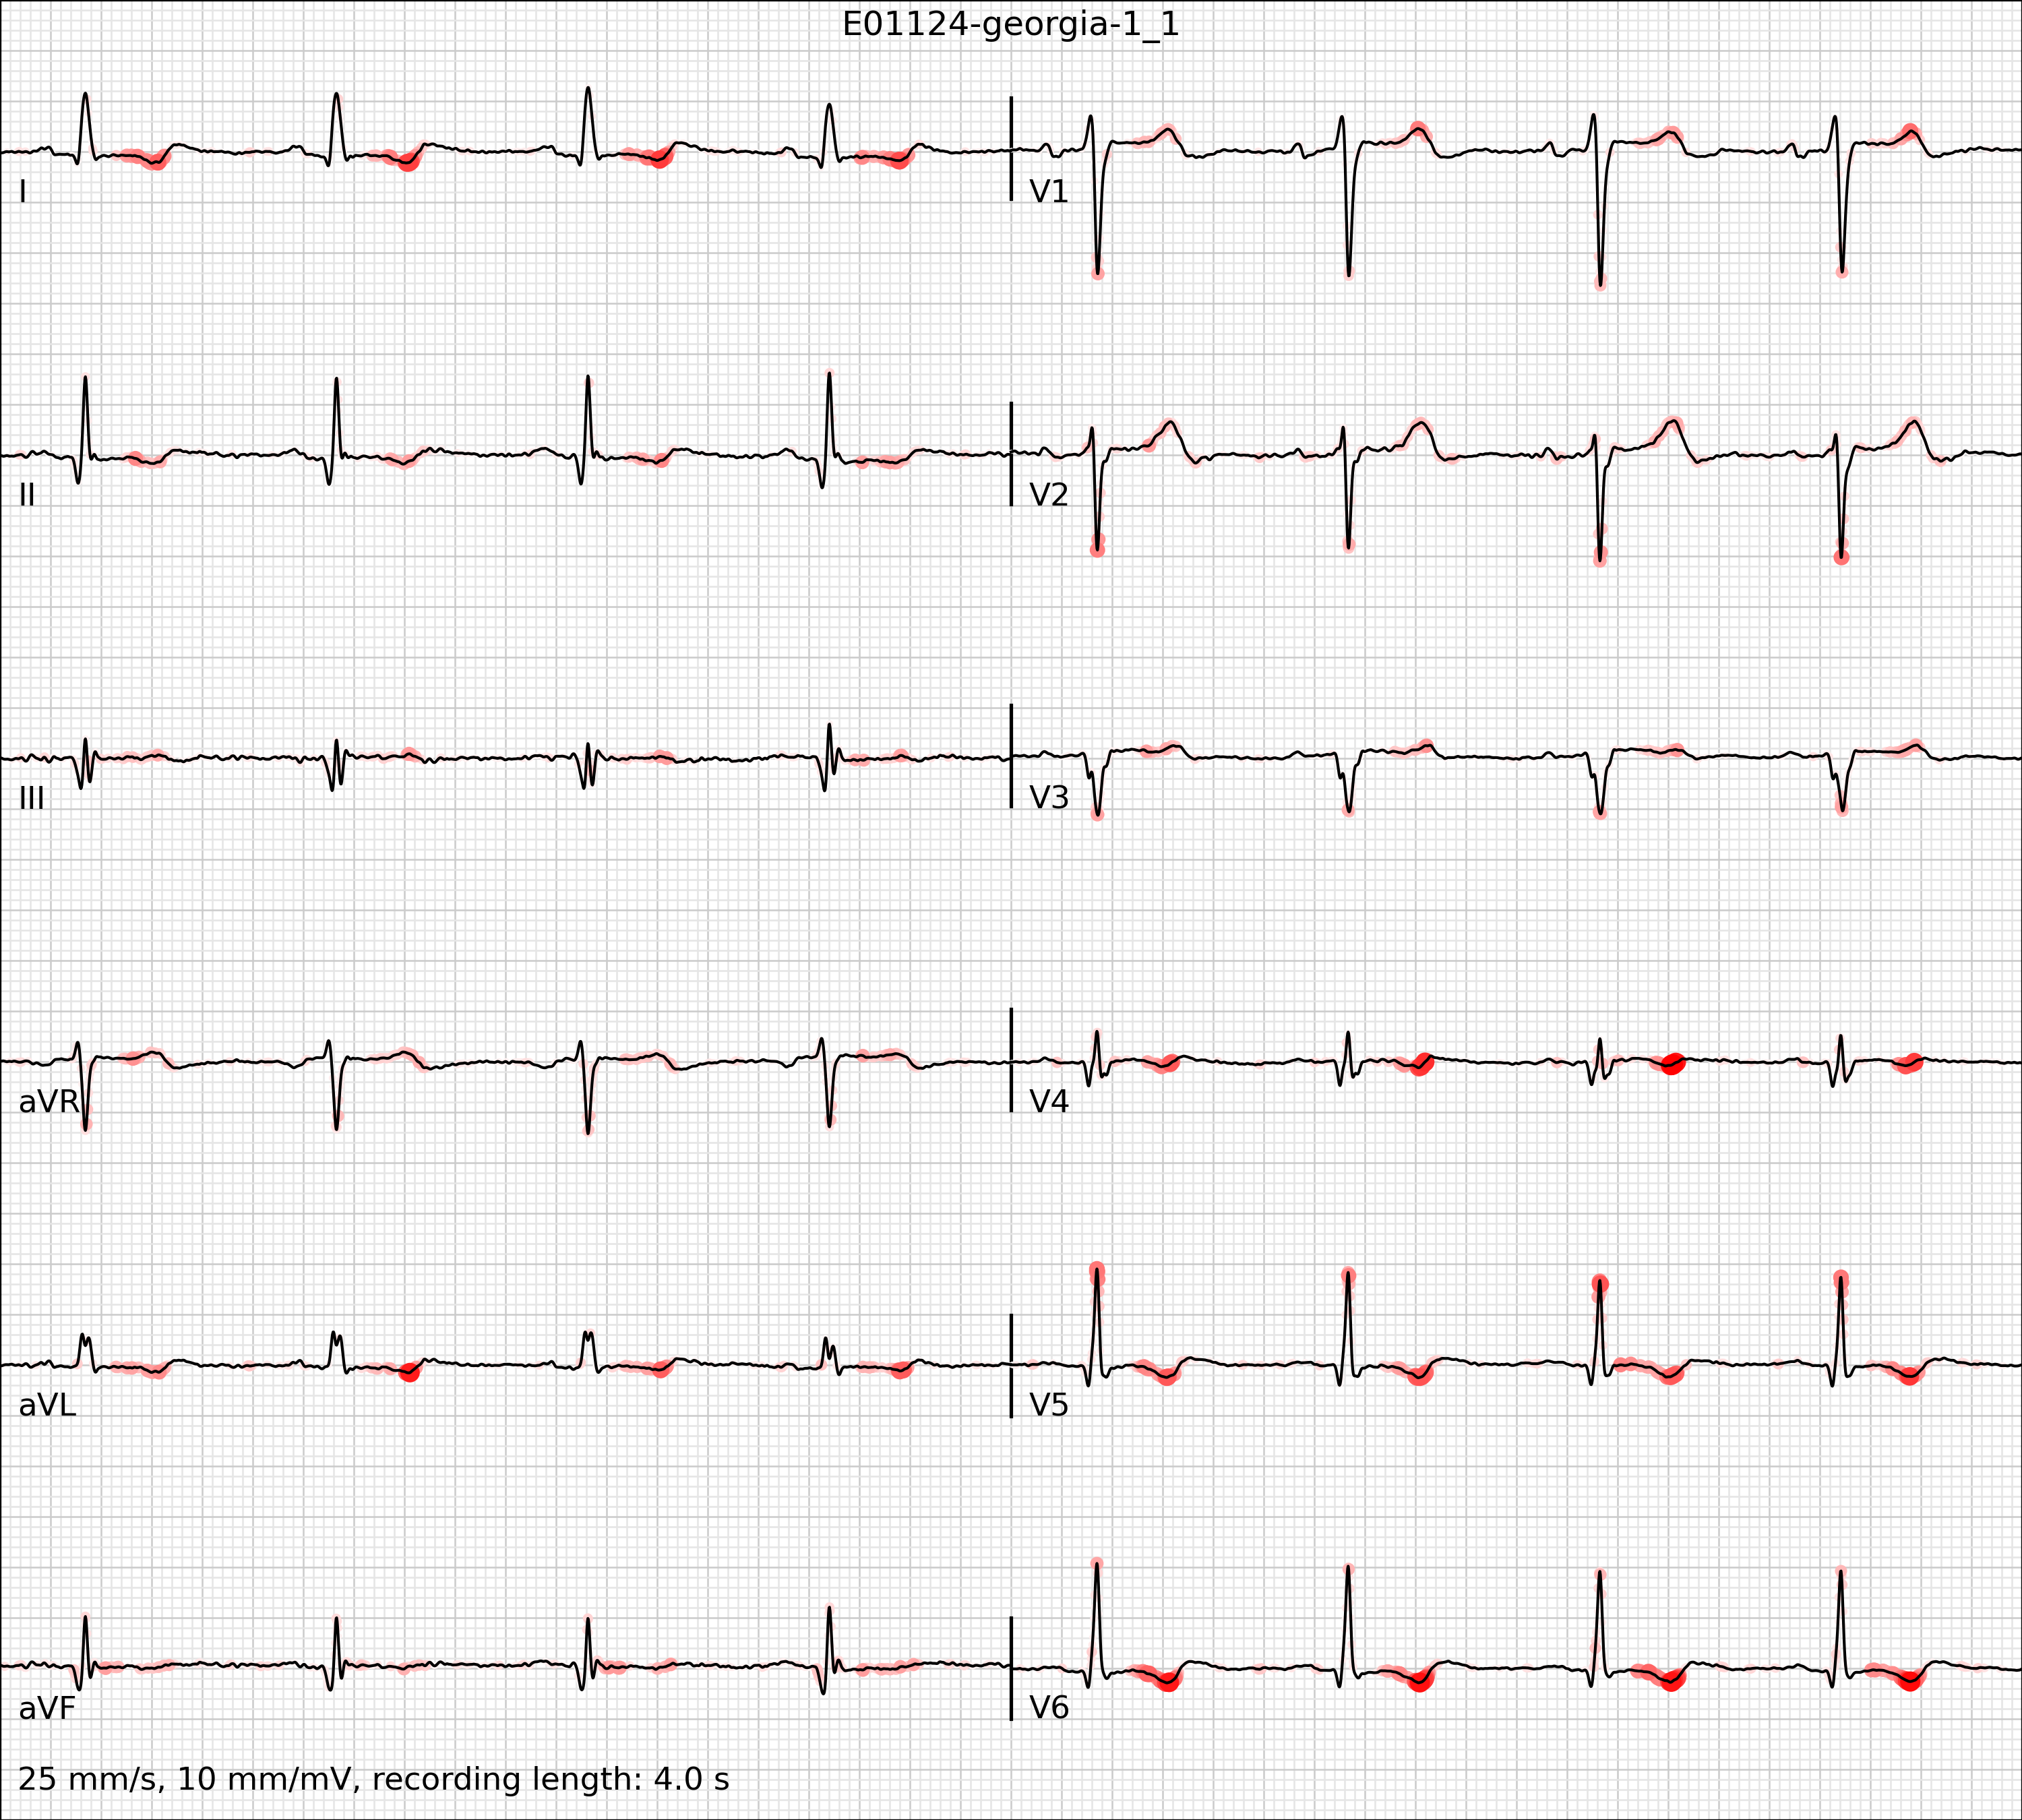 E01124-georgia-1_1
I
V1
II
V2
III
V3
aVR
V4
aVL
V5
aVF
V6
25 mm/s, 10 mm/mV, recording length: 4.0 s